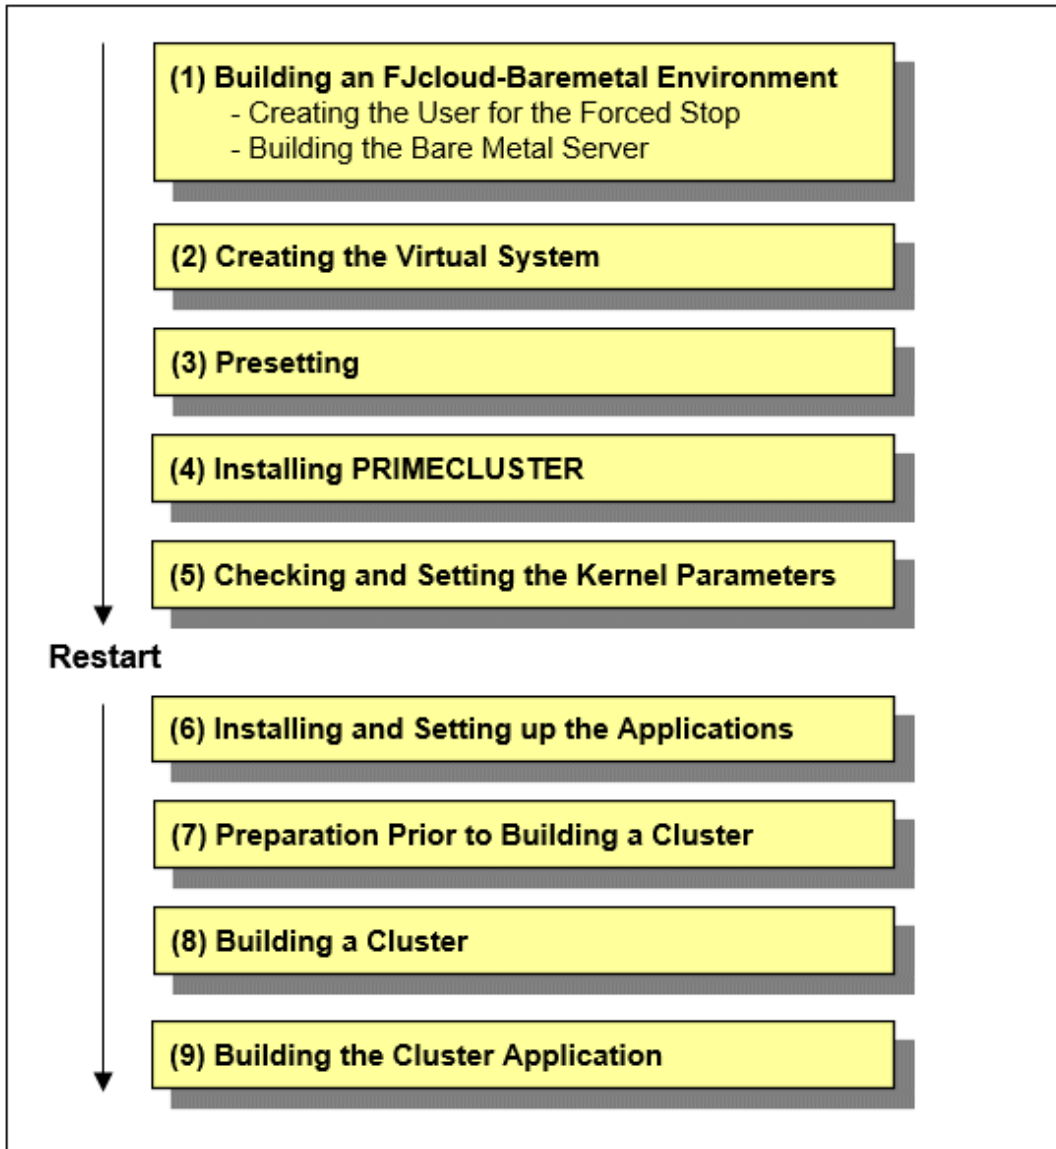 (1) Building an FJcloud-Baremetal Environment
- Creating the User for the Forced Stop
- Building the Bare Metal Server
(2) Creating the Virtual System
(3) Presetting
(4) Installing PRIMECLUSTER
(5) Checking and Setting the Kernel Parameters
Restart
(6) Installing and Setting up the Applications
(7) Preparation Prior to Building a Cluster
(8) Building a Cluster
(9) Building the Cluster Application